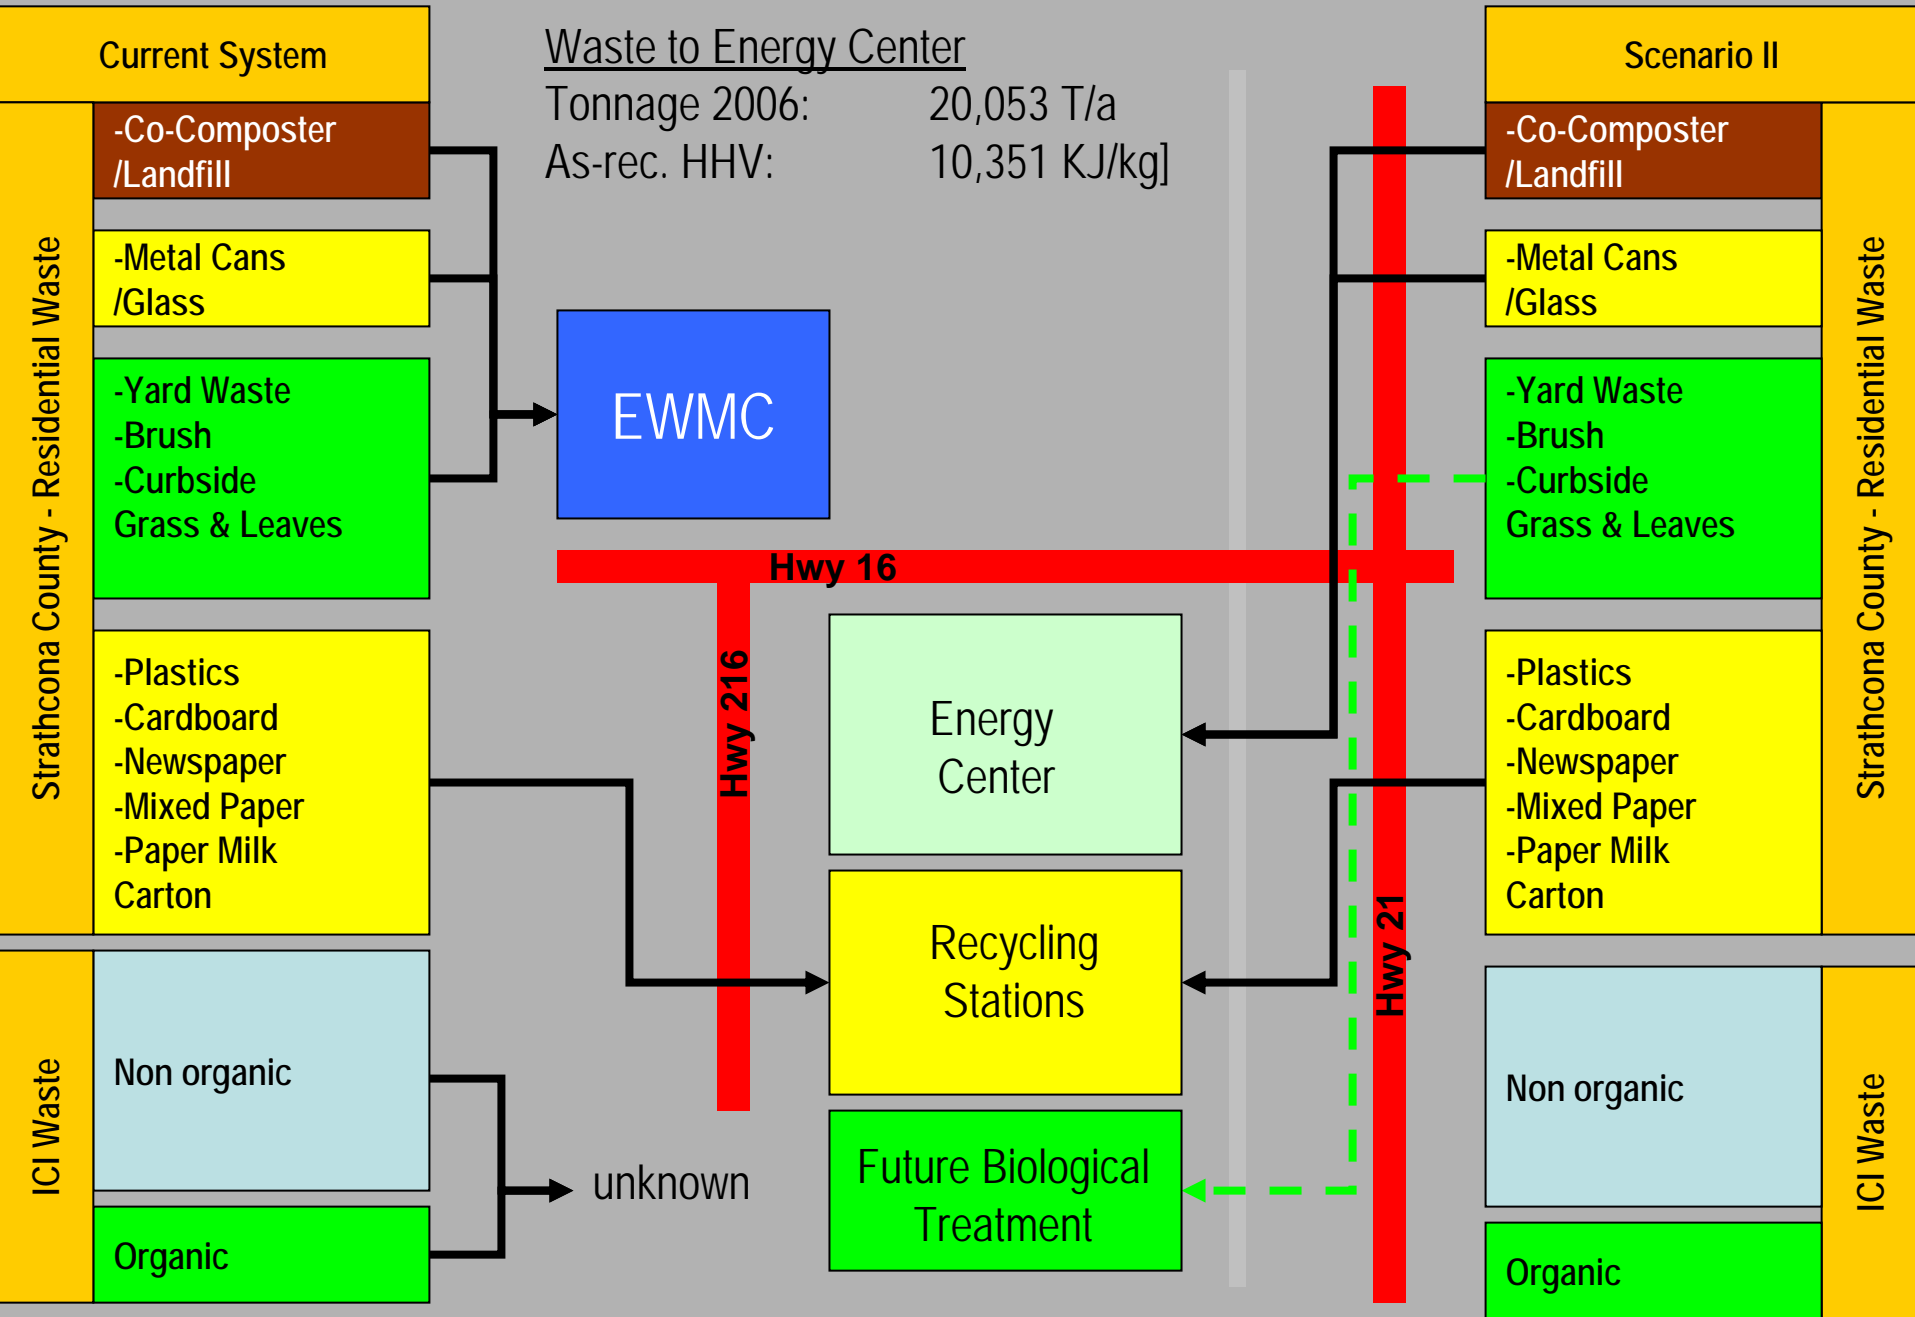 Current System
Strathcona County - Residential Waste
-Co-Composter
/Landfill
-Metal Cans
/Glass
-Yard Waste
-Brush
-Curbside
Grass & Leaves
-Plastics
-Cardboard
-Newspaper
-Mixed Paper
-Paper Milk
Carton
ICI Waste
Non organic
Organic
Waste to Energy Center
Tonnage 2006: 20,053 T/a
As-rec. HHV: 10,351 KJ/kg]
EWMC
Hwy 16
Hwy 216
Energy
Center
Recycling
Stations
Future Biological
Treatment
unknown
Hwy 21
Scenario II
-Co-Composter
/Landfill
-Metal Cans
/Glass
-Yard Waste
-Brush
-Curbside
Grass & Leaves
-Plastics
-Cardboard
-Newspaper
-Mixed Paper
-Paper Milk
Carton
Strathcona County - Residential Waste
Non organic
Organic
ICI Waste